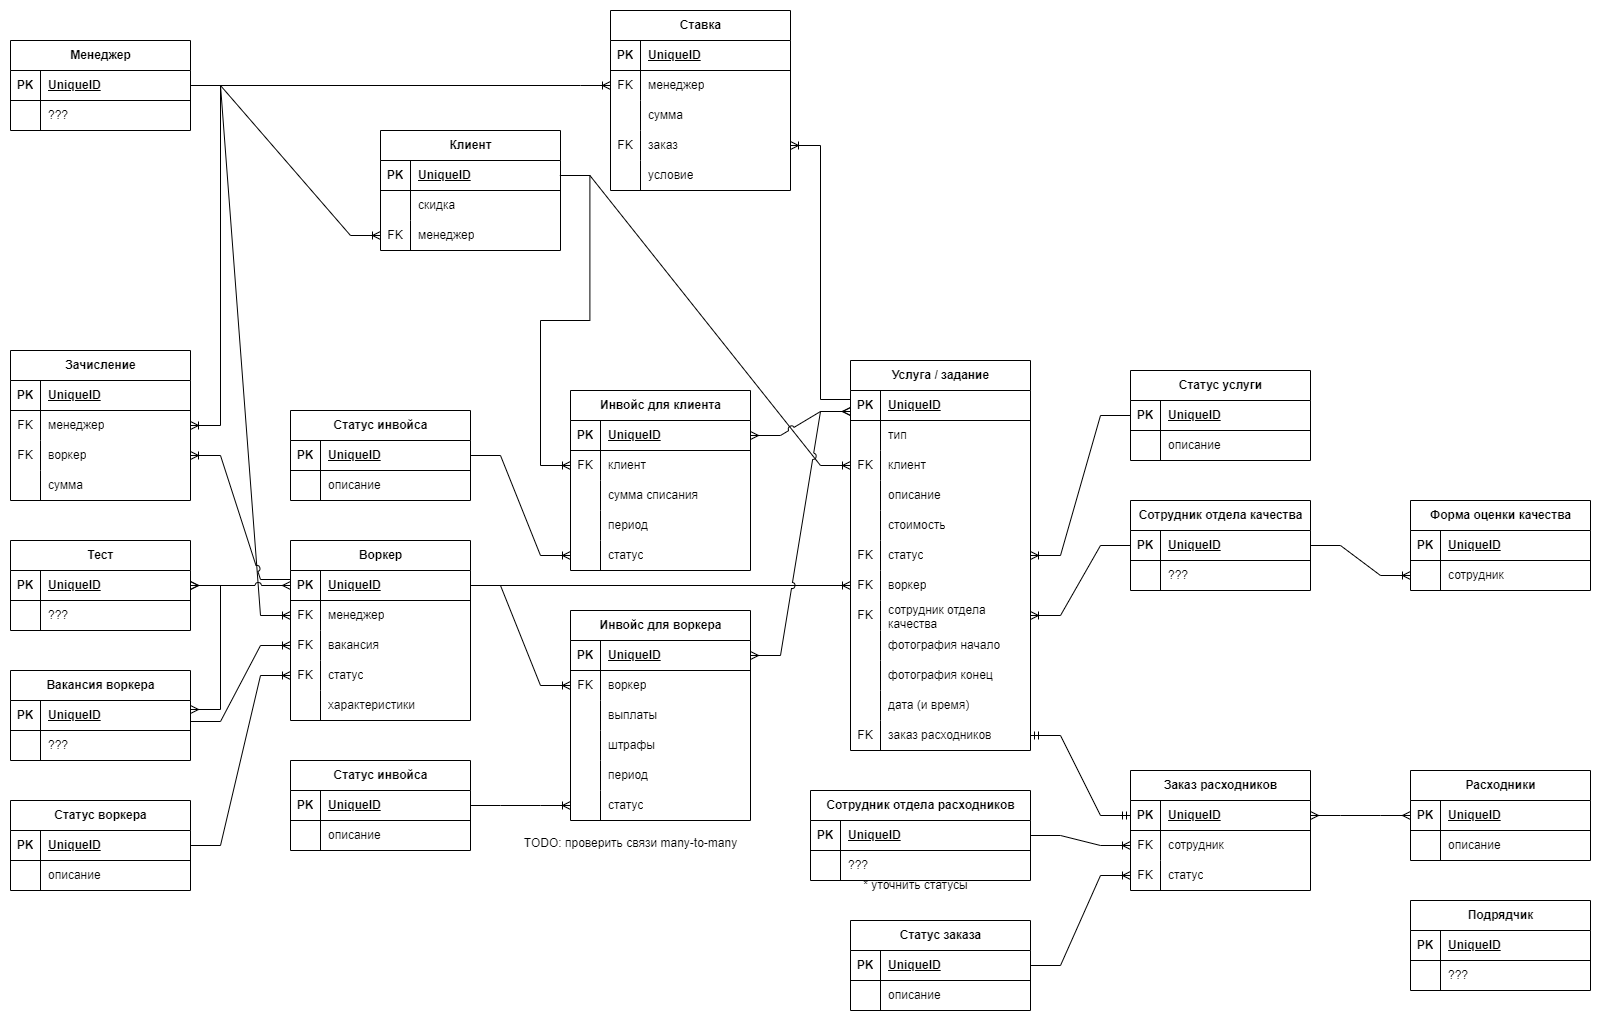 Ставка
PK UniqueID
FK менеджер
сумма
FK заказ
условие
Менеджер
PK UniqueID
???
Клиент
PK UniqueID
скидка
FK менеджер
Зачисление
PK UniqueID
FK менеджер
FK воркер
сумма
Статус инвойса
PK UniqueID
описание
Инвойс для клиента
PK UniqueID
FK клиент
сумма списания
период
статус
Услуга / задание
PK UniqueID
тип
FK клиент
описание
стоимость
FK статус
FK воркер
FK сотрудник отдела
качества
фотография начало
фотография конец
дата (и время)
FK заказ расходников
Статус услуги
PK UniqueID
описание
Сотрудник отдела качества
PK UniqueID
???
Форма оценки качества
PK UniqueID
сотрудник
Тест
PK UniqueID
???
Воркер
PK UniqueID
FK менеджер
FK вакансия
FK статус
характеристики
Инвойс для воркера
PK UniqueID
FK воркер
выплаты
штрафы
период
статус
Вакансия воркера
PK UniqueID
???
Статус инвойса
PK UniqueID
описание
Статус воркера
PK UniqueID
описание
TODO: проверить связи many-to-many
Сотрудник отдела расходников
PK UniqueID
???
* уточнить статусы
Заказ расходников
PK UniqueID
FK сотрудник
FK статус
Расходники
PK UniqueID
описание
Статус заказа
PK UniqueID
описание
Подрядчик
PK UniqueID
???